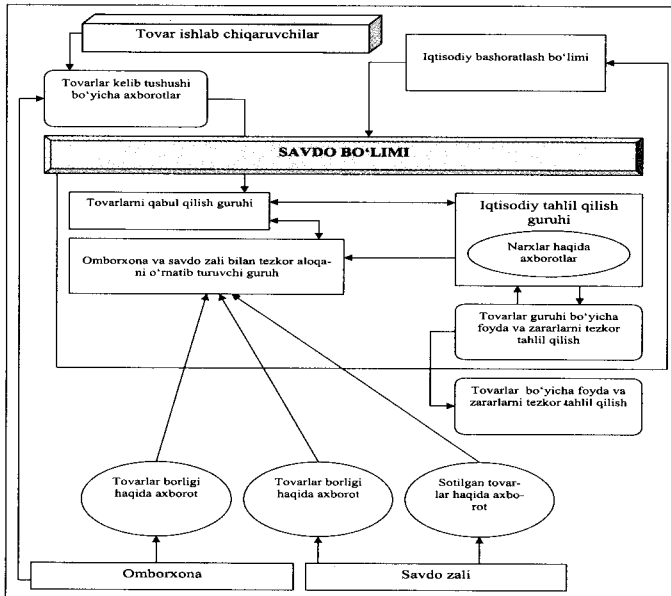 Tovar ishlab chiqaruvchilar
Iqtisodiy bashoratlash bo‘limi
Tovarlar kelib tushushi
bo‘yicha axborotlar
SAVDO BO‘LIMI
Tovarlarni qabul qilish guruhi
Iqtisodiy tahlil qilish
guruhi
Narxlar haqida
axborotlar
Omborxona va savdo zali bilan tezkor aloqa-
ni o‘rnatib turuvchi guruh
Tovarlar guruhi bo‘yicha
foyda va zararlarni tezkor
tahlil qilish
Tovarlar bo‘yicha foyda va
zararlarni tezkor tahlil qilish
Tovarlar borligi
haqida axborot
Tovarlar borligi
haqida axborot
Sotilgan tovar-
lar haqida axbo-
rot
Omborxona
Savdo zali